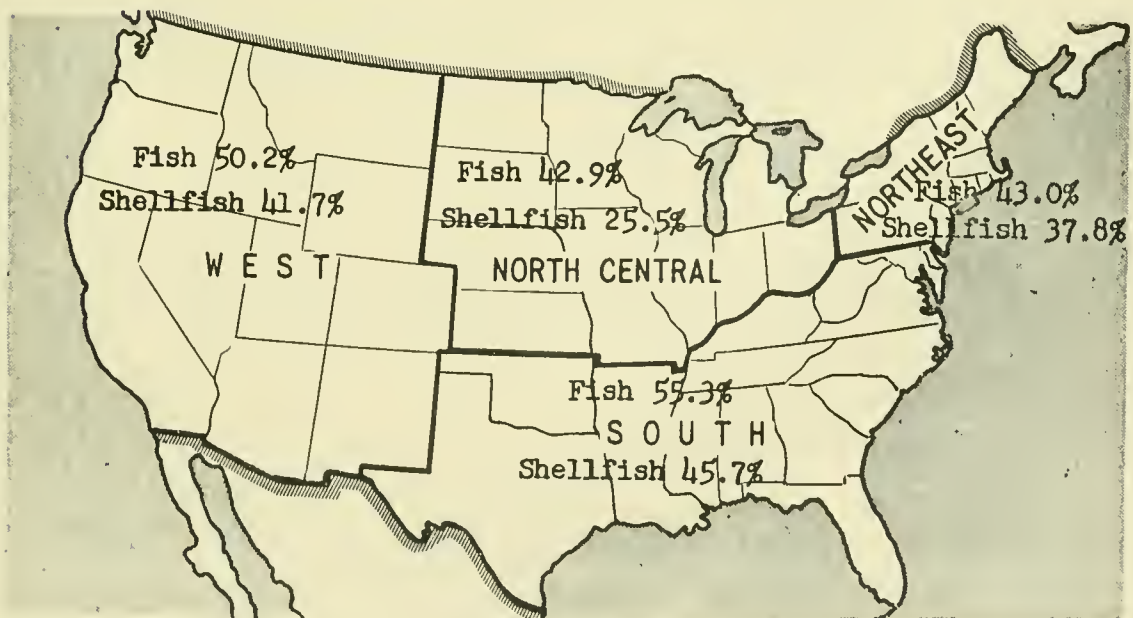 Fish 50.2%
Shellfish 41.7%
WEST
Fish 42.9%
Shellfish 25.5%
NORTH CENTRAL
NORTHEAST
Fish 43.0%
Shellfish 37.8%
Fish 55.3%
SOUTH
Shellfish 45.7%